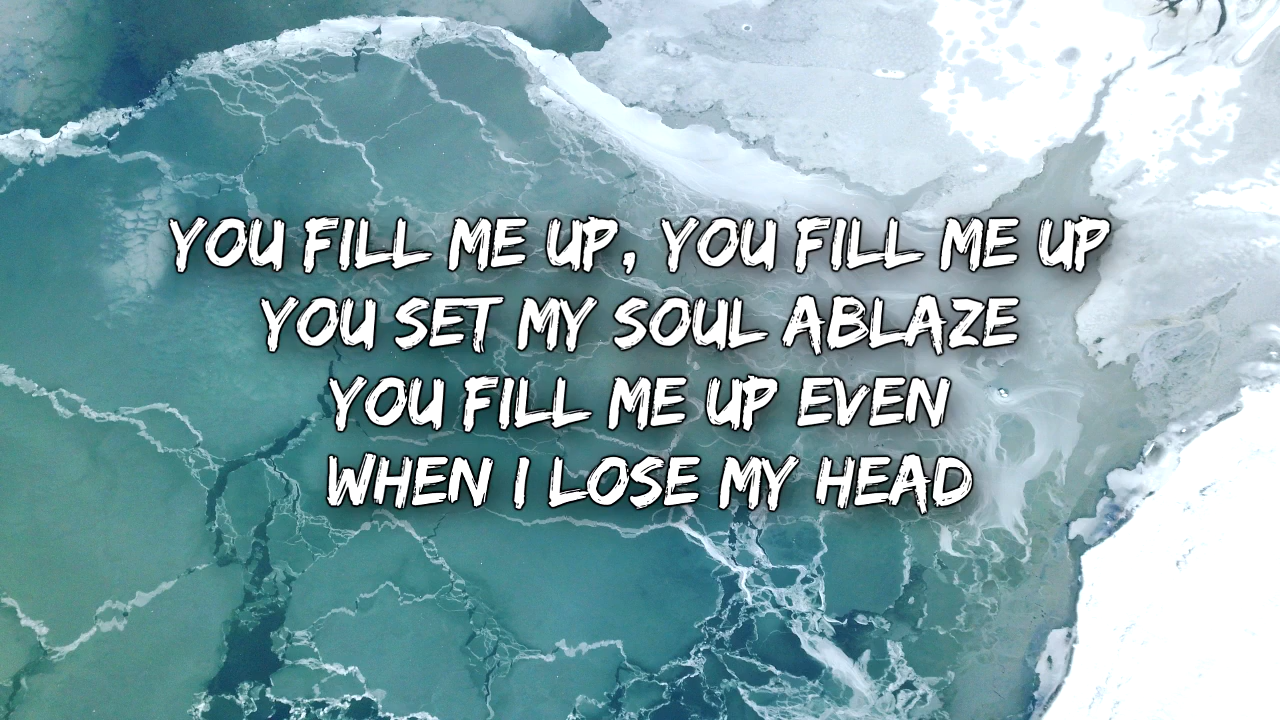 YOU FILL ME UP, YOU FILL ME UP
YOU SET MY SOUL ABLAZE
YOU FILL ME UP EVEN
WHEN I LOSE MY HEAD